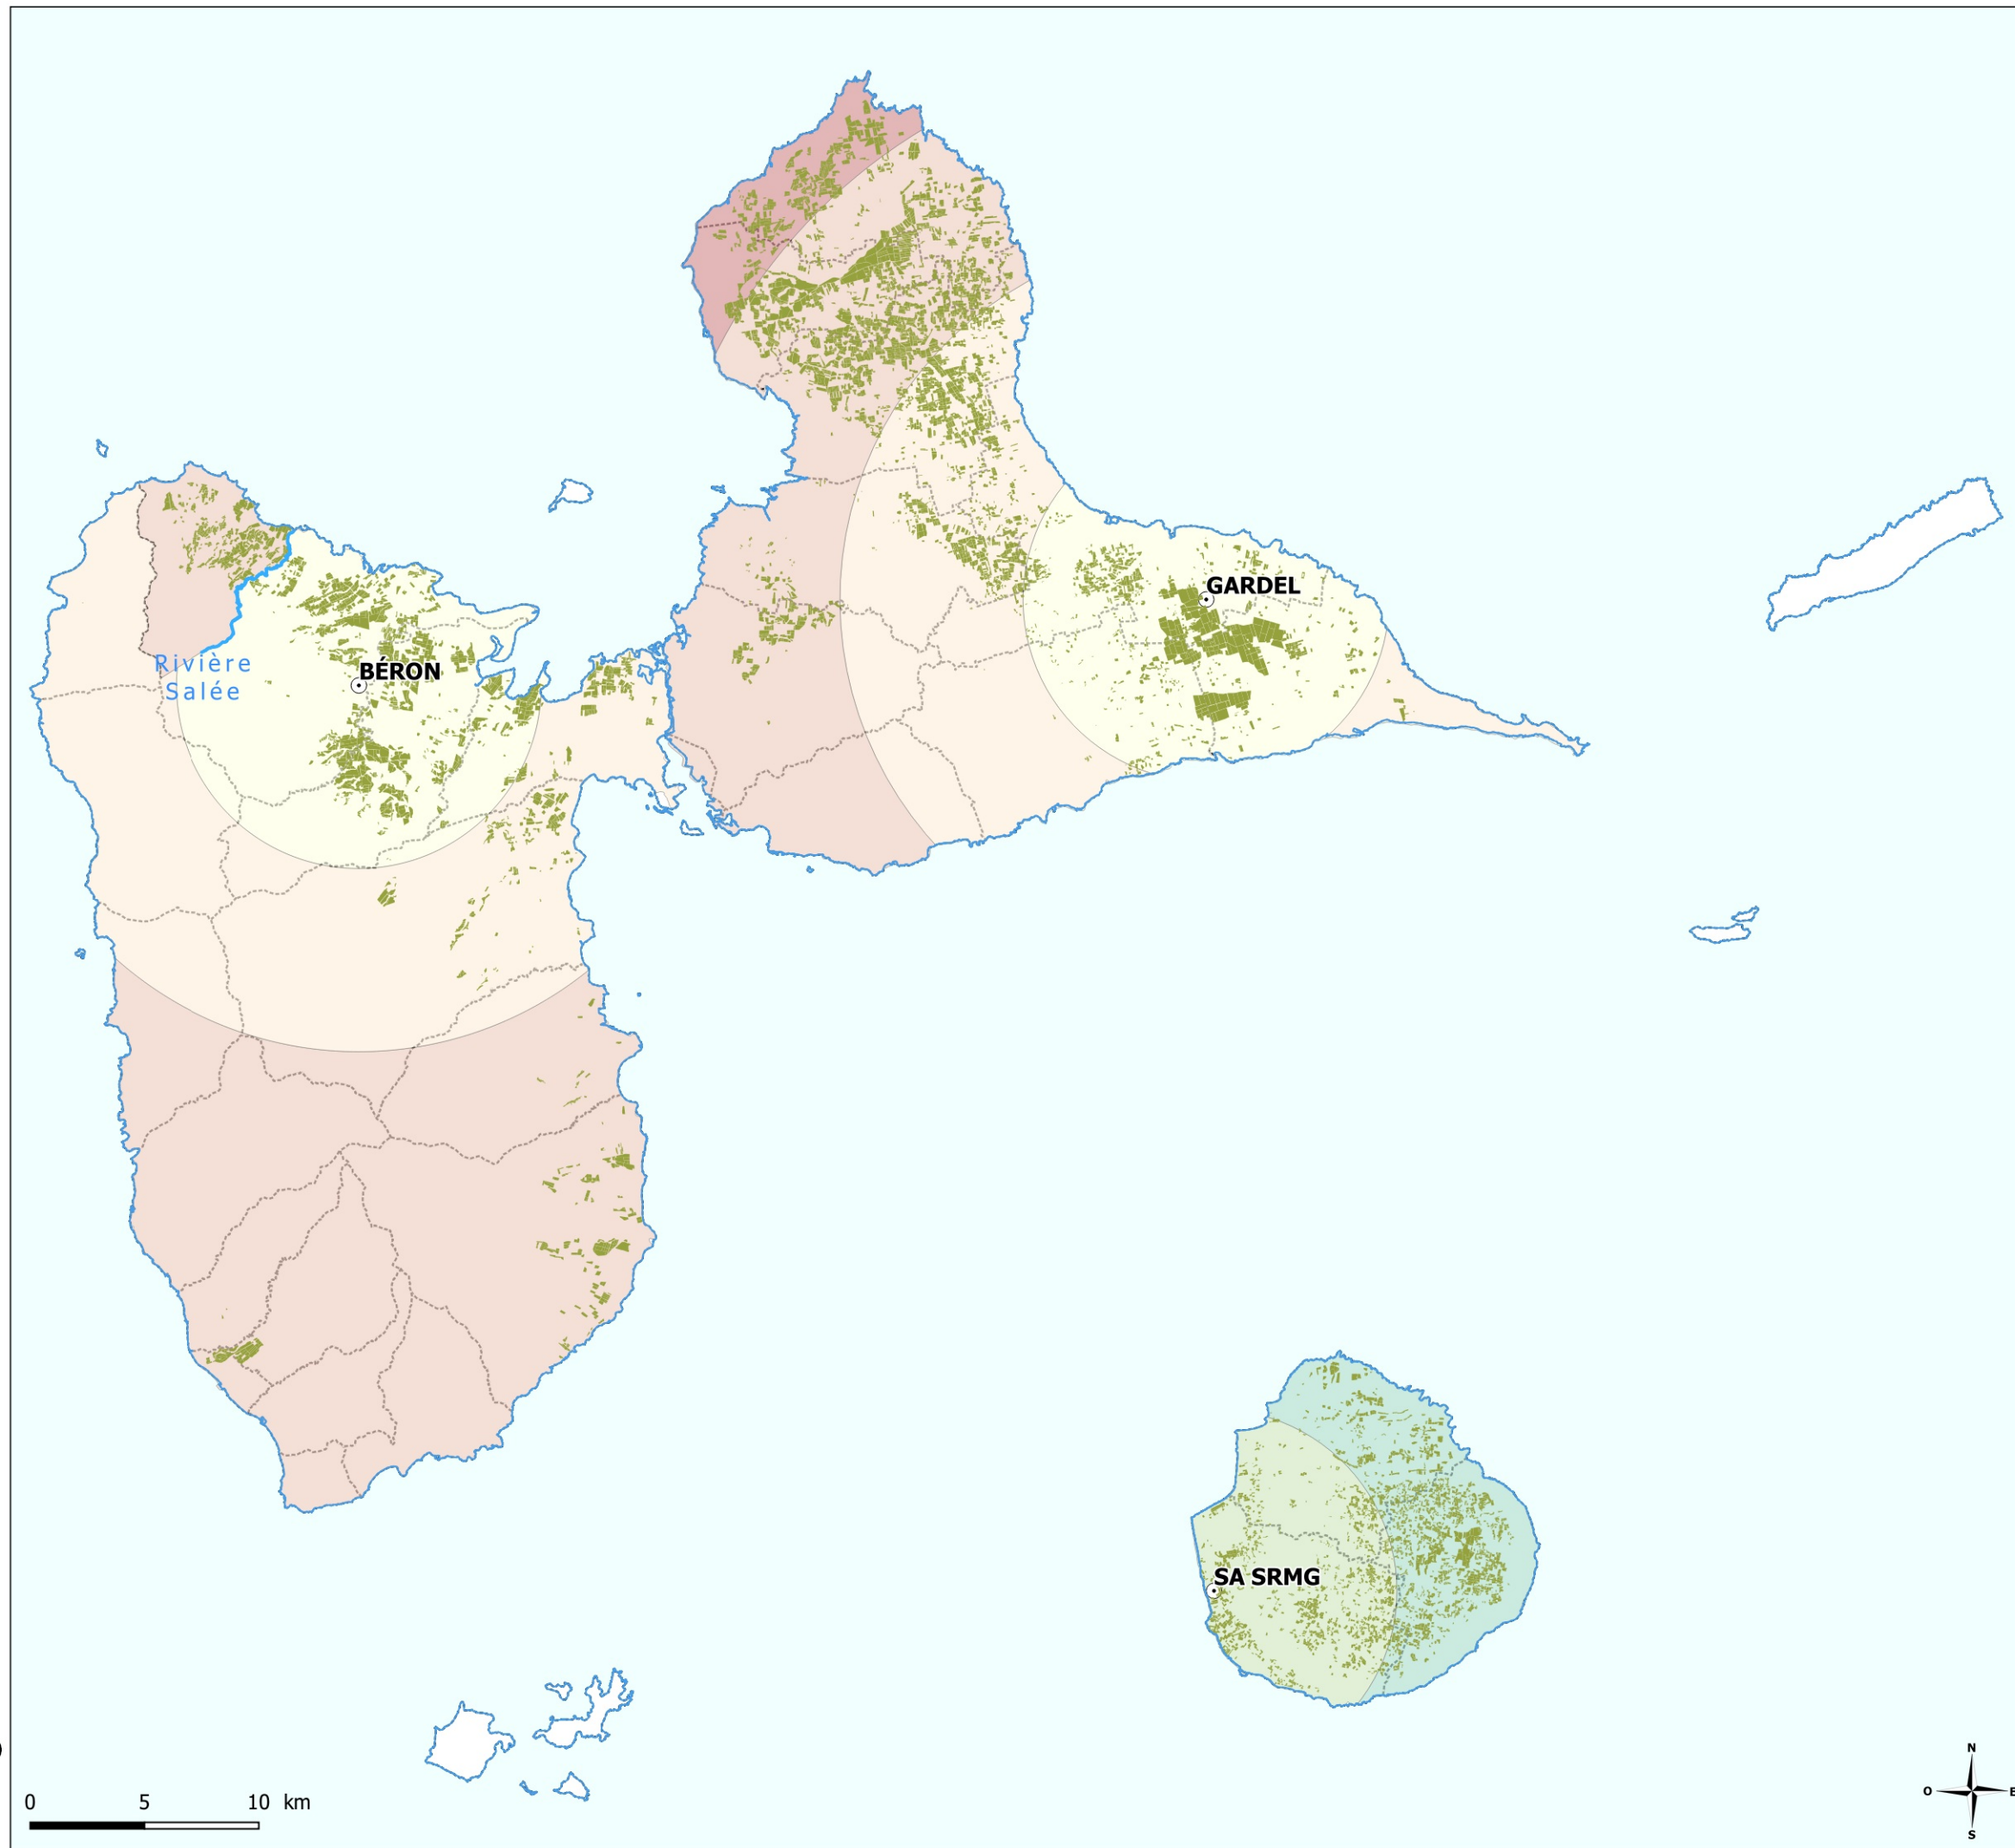 GARDEL
Rivière
Salée
BÉRON
SA SRMG
0 5 10 km
N
O E
S